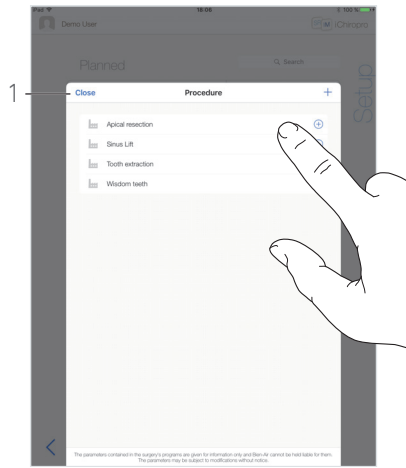 iPad 18:08 100 %
Demo User iChiropro
Planned Search
Setup
1
Close Procedure +
Apical resection
Sinus Lift
Tooth extraction
Wisdom teeth
The parameters contained in the surgery's programs are given for information only and Bien-Air cannot be held liable for them.
The parameters may be subject to modifications without notice.